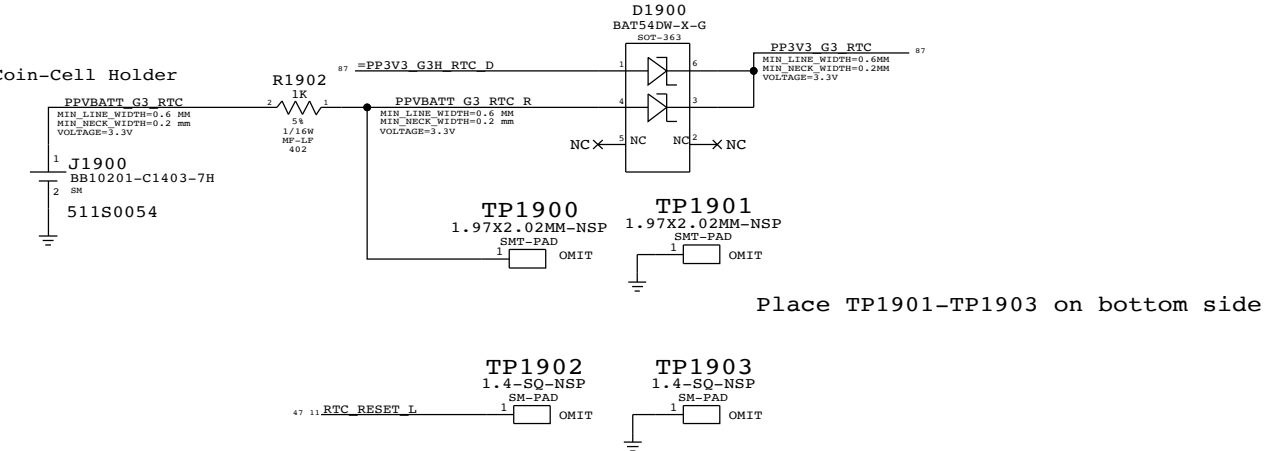 D1900
BAT54DW-X-G
SOT-363
PP3V3_G3_RTC 87
MIN_LINE_WIDTH=0.6MM
MIN_NECK_WIDTH=0.2MM
VOLTAGE=3.3V
87 =PP3V3_G3H_RTC_D 1 6
Coin-Cell Holder
R1902
1K
PPVBATT_G3_RTC 2 1 PPVBATT_G3_RTC_R 4 3
MIN_LINE_WIDTH=0.6 MM
MIN_NECK_WIDTH=0.2 mm
VOLTAGE=3.3V
5%
1/16W
MF-LF
402
MIN_LINE_WIDTH=0.6 MM
MIN_NECK_WIDTH=0.2 mm
VOLTAGE=3.3V
NC 5 NC NC 2 NC
1
J1900
BB10201-C1403-7H
2 SM
511S0054
TP1900
1.97X2.02MM-NSP
SMT-PAD
1 OMIT
TP1901
1.97X2.02MM-NSP
SMT-PAD
1 OMIT
Place TP1901-TP1903 on bottom side
TP1902
1.4-SQ-NSP
SM-PAD
47 11 RTC_RESET_L 1 OMIT
TP1903
1.4-SQ-NSP
SM-PAD
1 OMIT